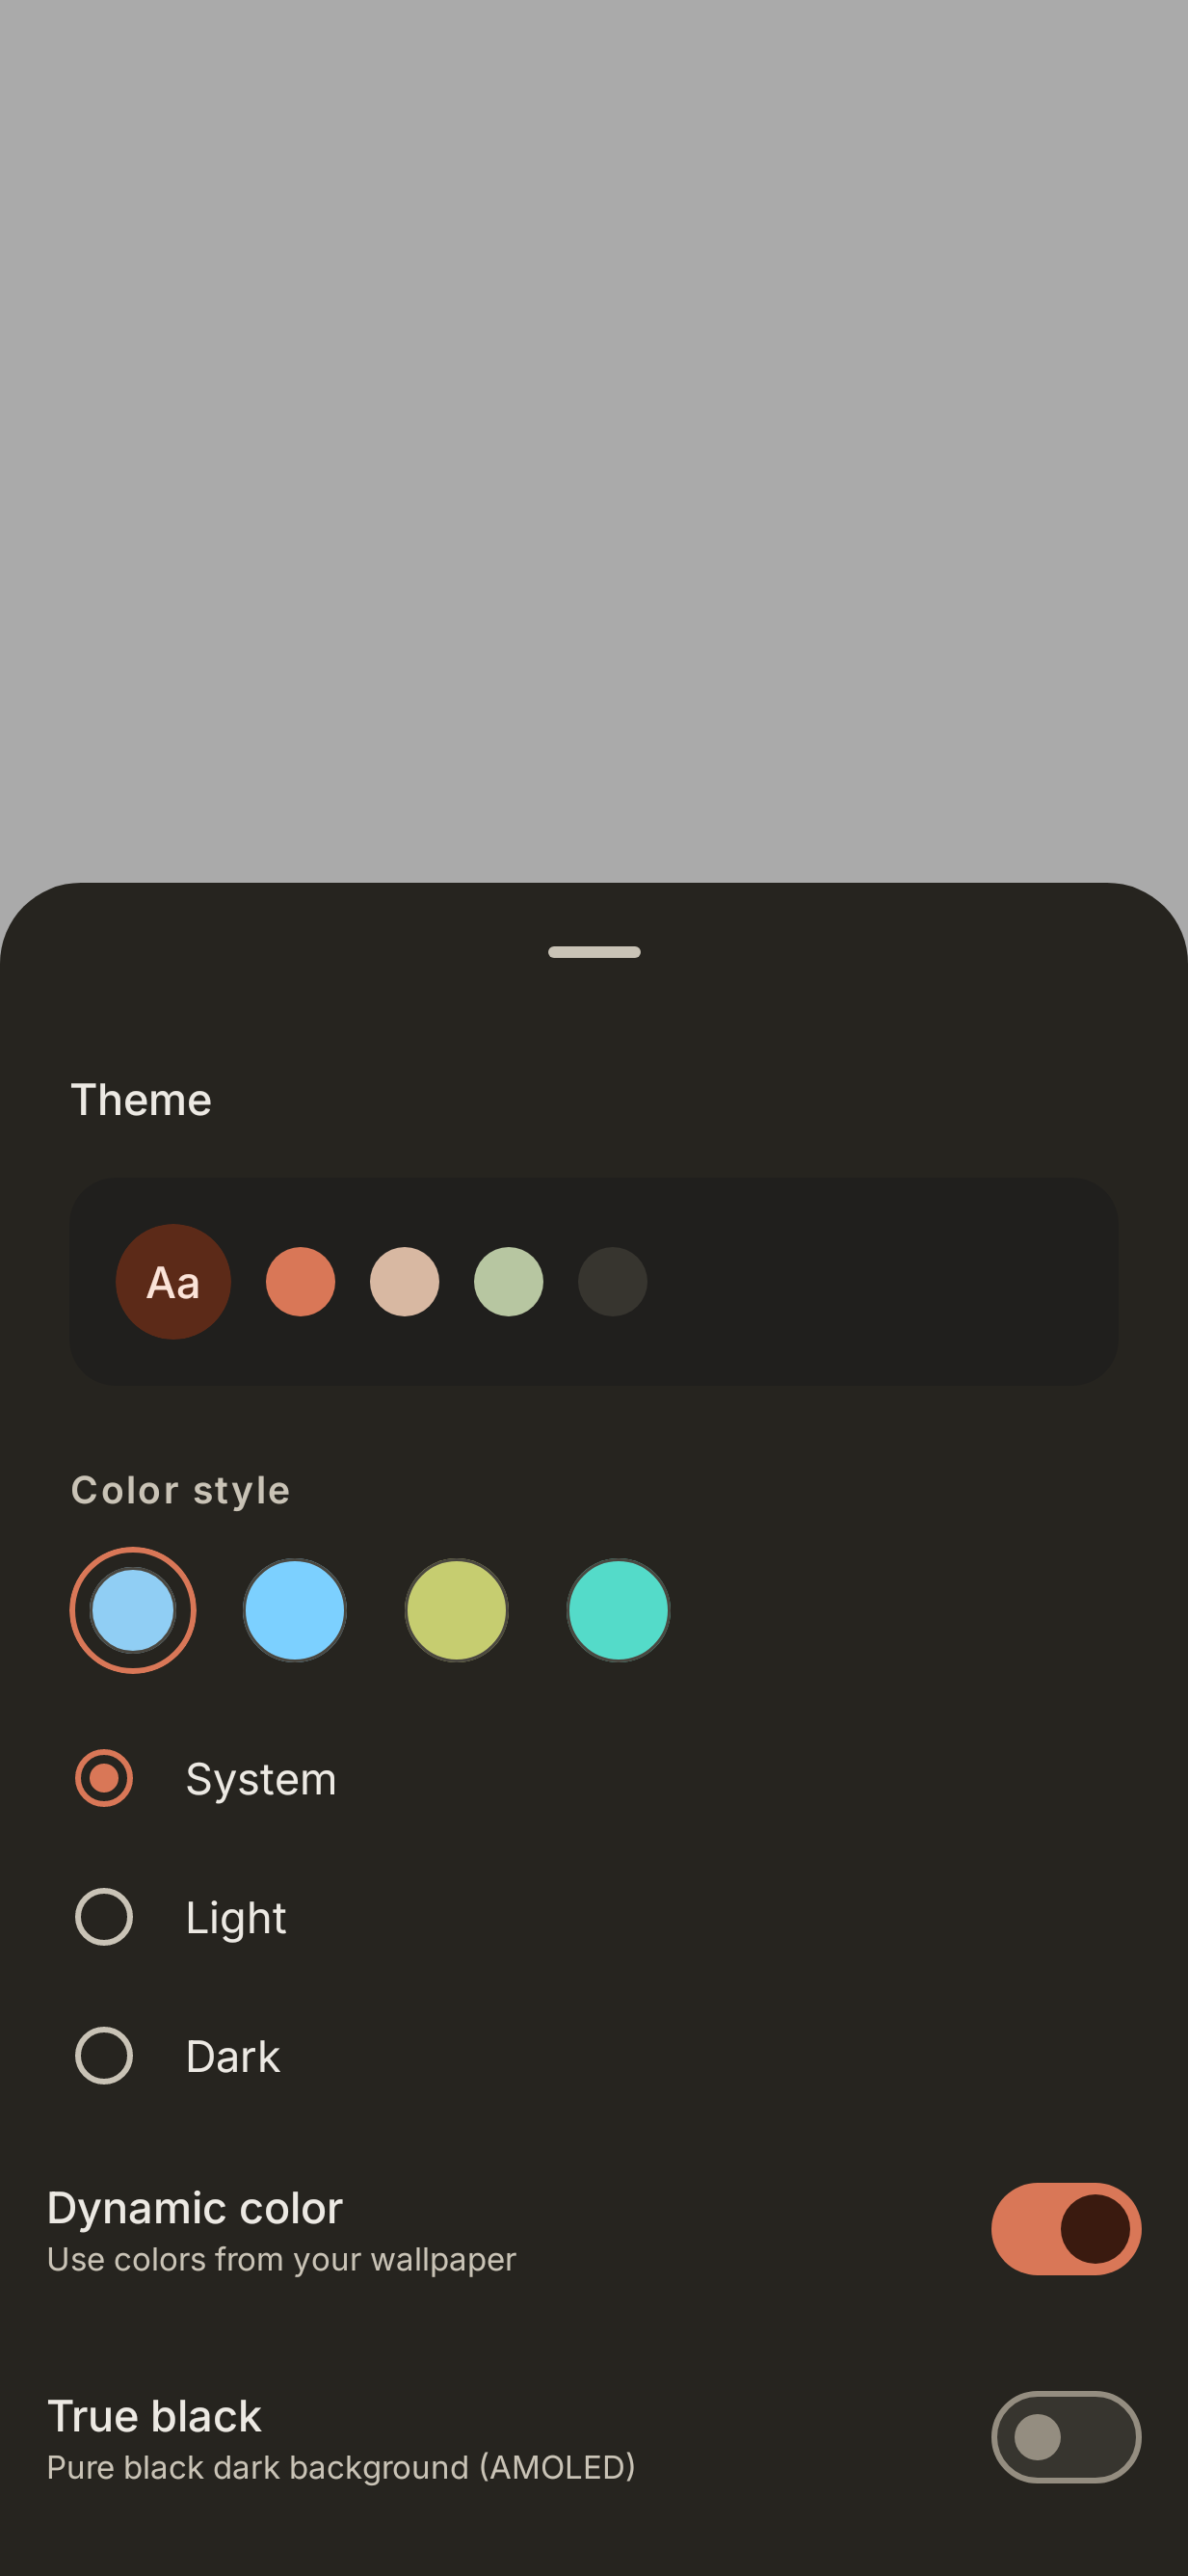 Theme
Aa
Color style
System
Light
Dark
Dynamic color
Use colors from your wallpaper
True black
Pure black dark background (AMOLED)